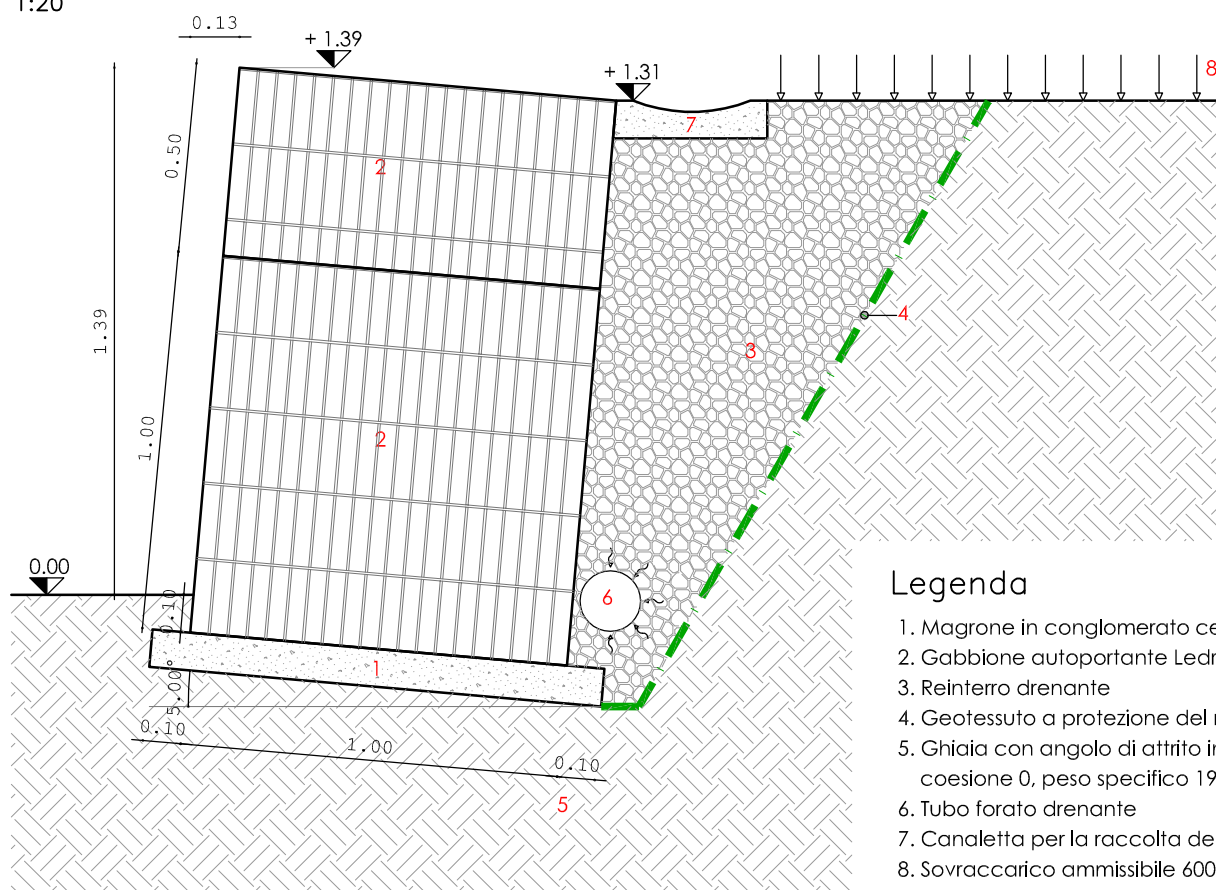 1:20
0.13
+ 1.39
+ 1.31
8
7
0.50
2
4
1.39
3
1.00
2
0.00
0.10
6
1
5.00°
0.10
1.00
0.10
5
Legenda
1. Magrone in conglomerato ce
2. Gabbione autoportante Ledr
3. Reinterro drenante
4. Geotessuto a protezione del
5. Ghiaia con angolo di attrito i
coesione 0, peso specifico 19
6. Tubo forato drenante
7. Canaletta per la raccolta de
8. Sovraccarico ammissibile 600